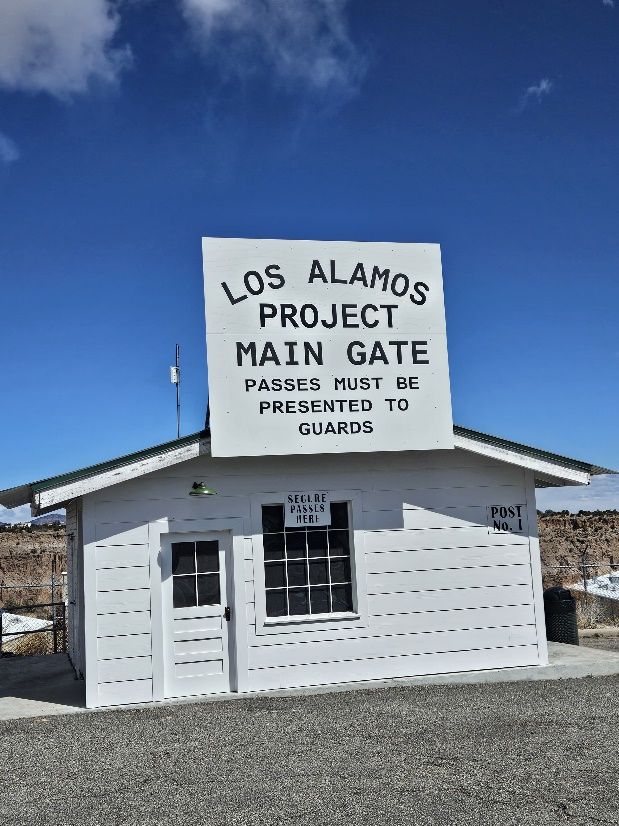 LOS ALAMOS
PROJECT
MAIN GATE
PASSES MUST BE
PRESENTED TO
GUARDS
SECURE
PASSES
HERE
POST
No. 1